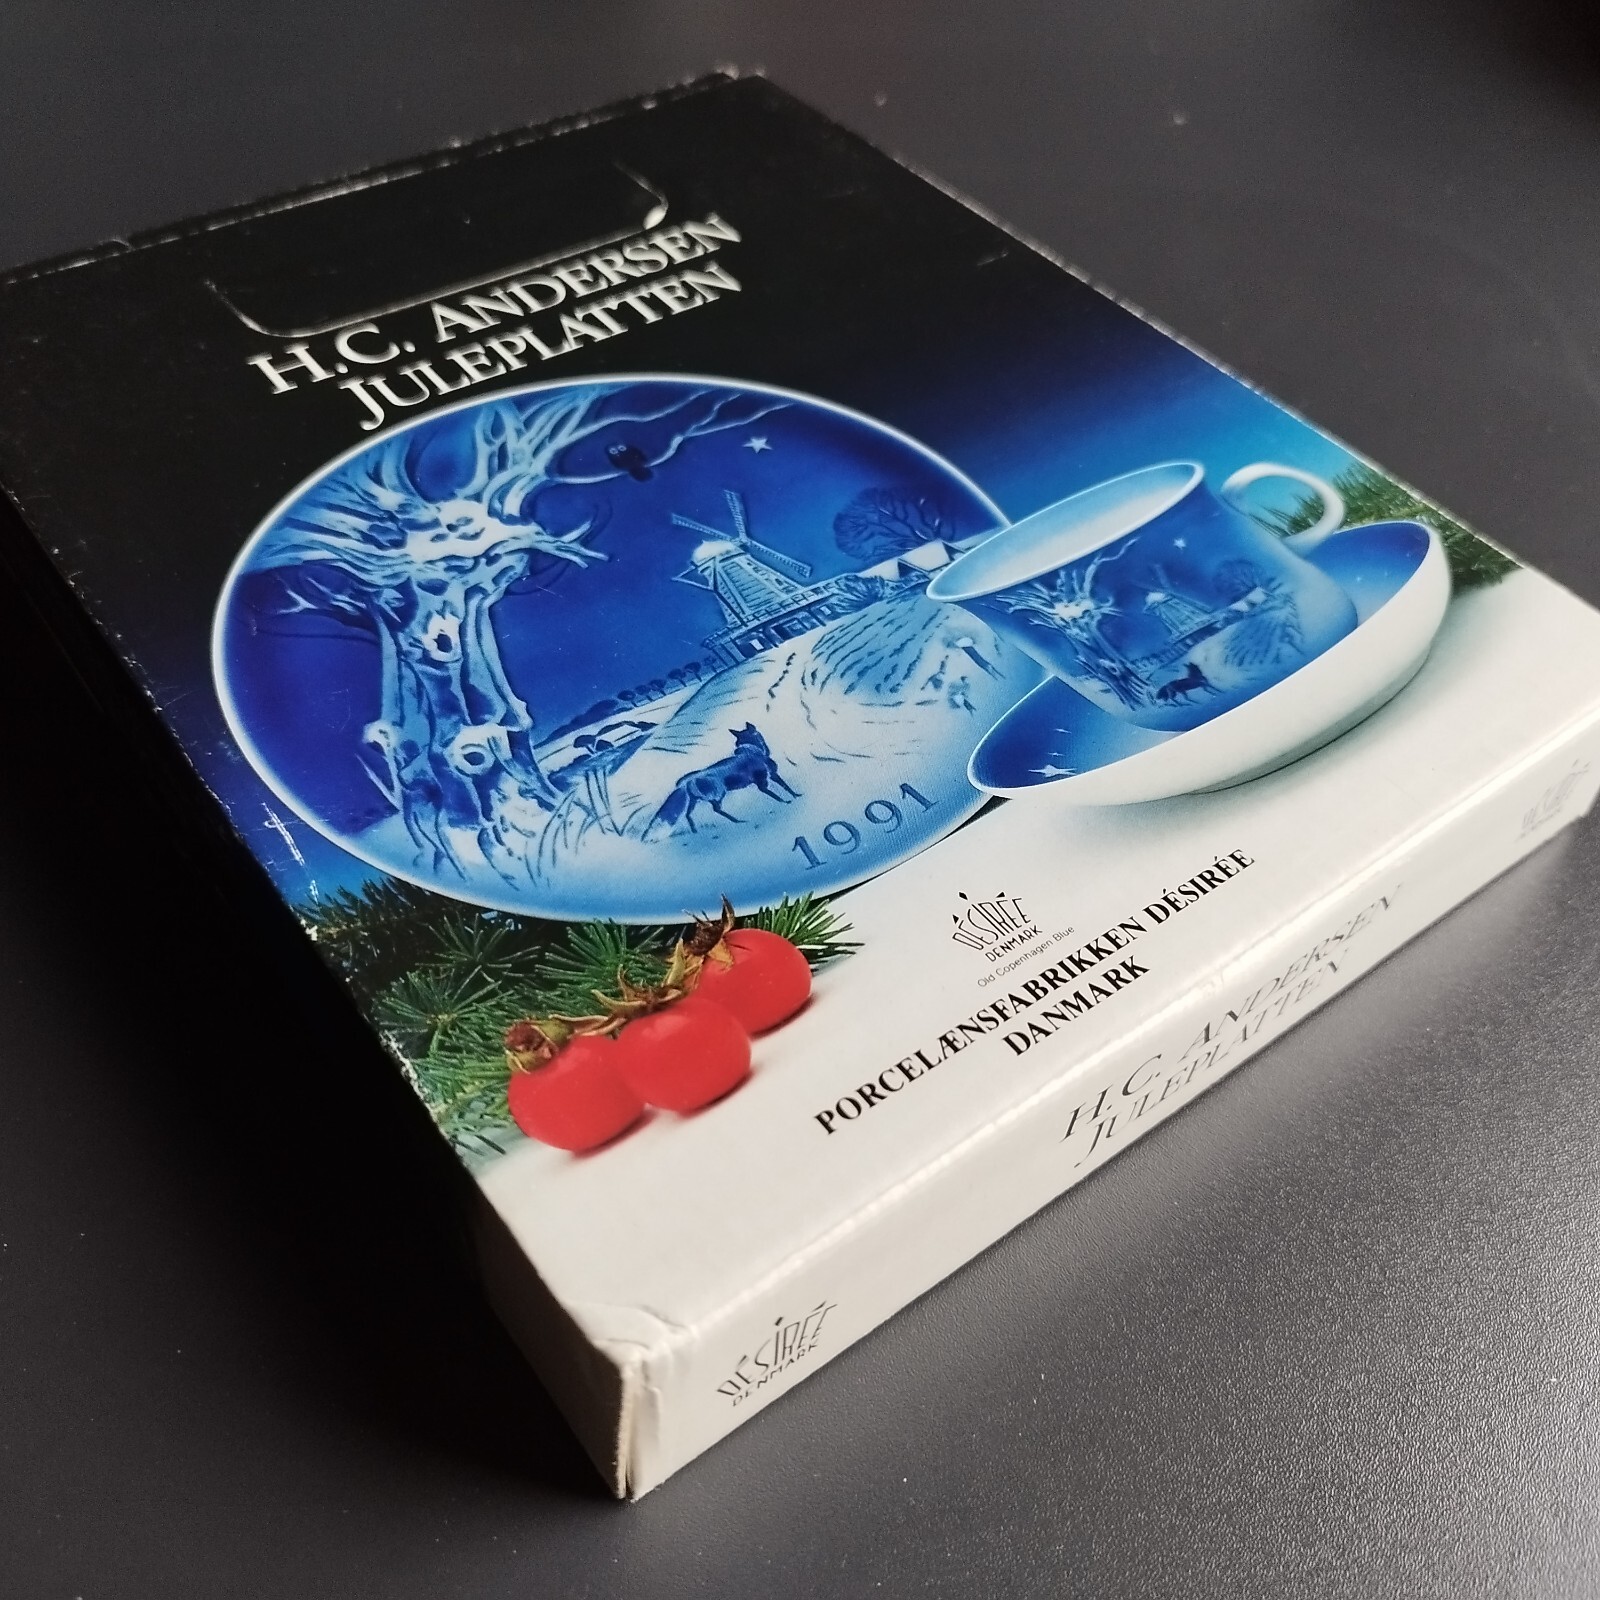 H.C. ANDERSEN
JULEPLATTEN
1991
DÉSIRÉE
DENMARK
Old Copenhagen Blue
PORCELÆNSFABRIKKEN DÉSIRÉE
DANMARK
H.C. ANDERSEN
JULEPLATTEN
DÉSIRÉE
DENMARK